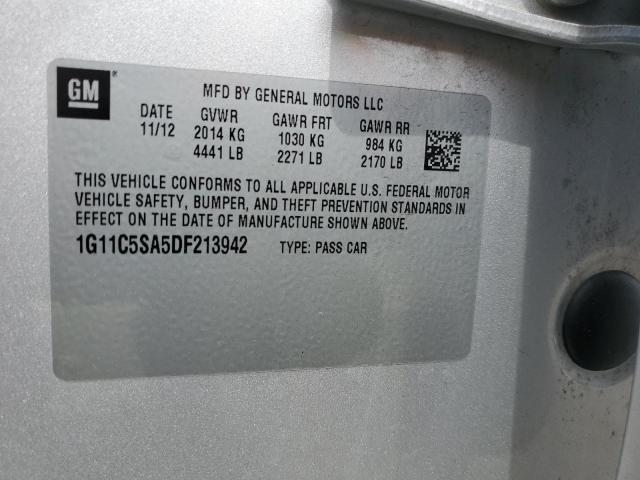 GM
MFD BY GENERAL MOTORS LLC
DATE GVWR GAWR FRT GAWR RR
11/12 2014 KG 1030 KG 984 KG
4441 LB 2271 LB 2170 LB
THIS VEHICLE CONFORMS TO ALL APPLICABLE U.S. FEDERAL MOTOR
VEHICLE SAFETY, BUMPER, AND THEFT PREVENTION STANDARDS IN
EFFECT ON THE DATE OF MANUFACTURE SHOWN ABOVE.
1G11C5SA5DF213942 TYPE: PASS CAR